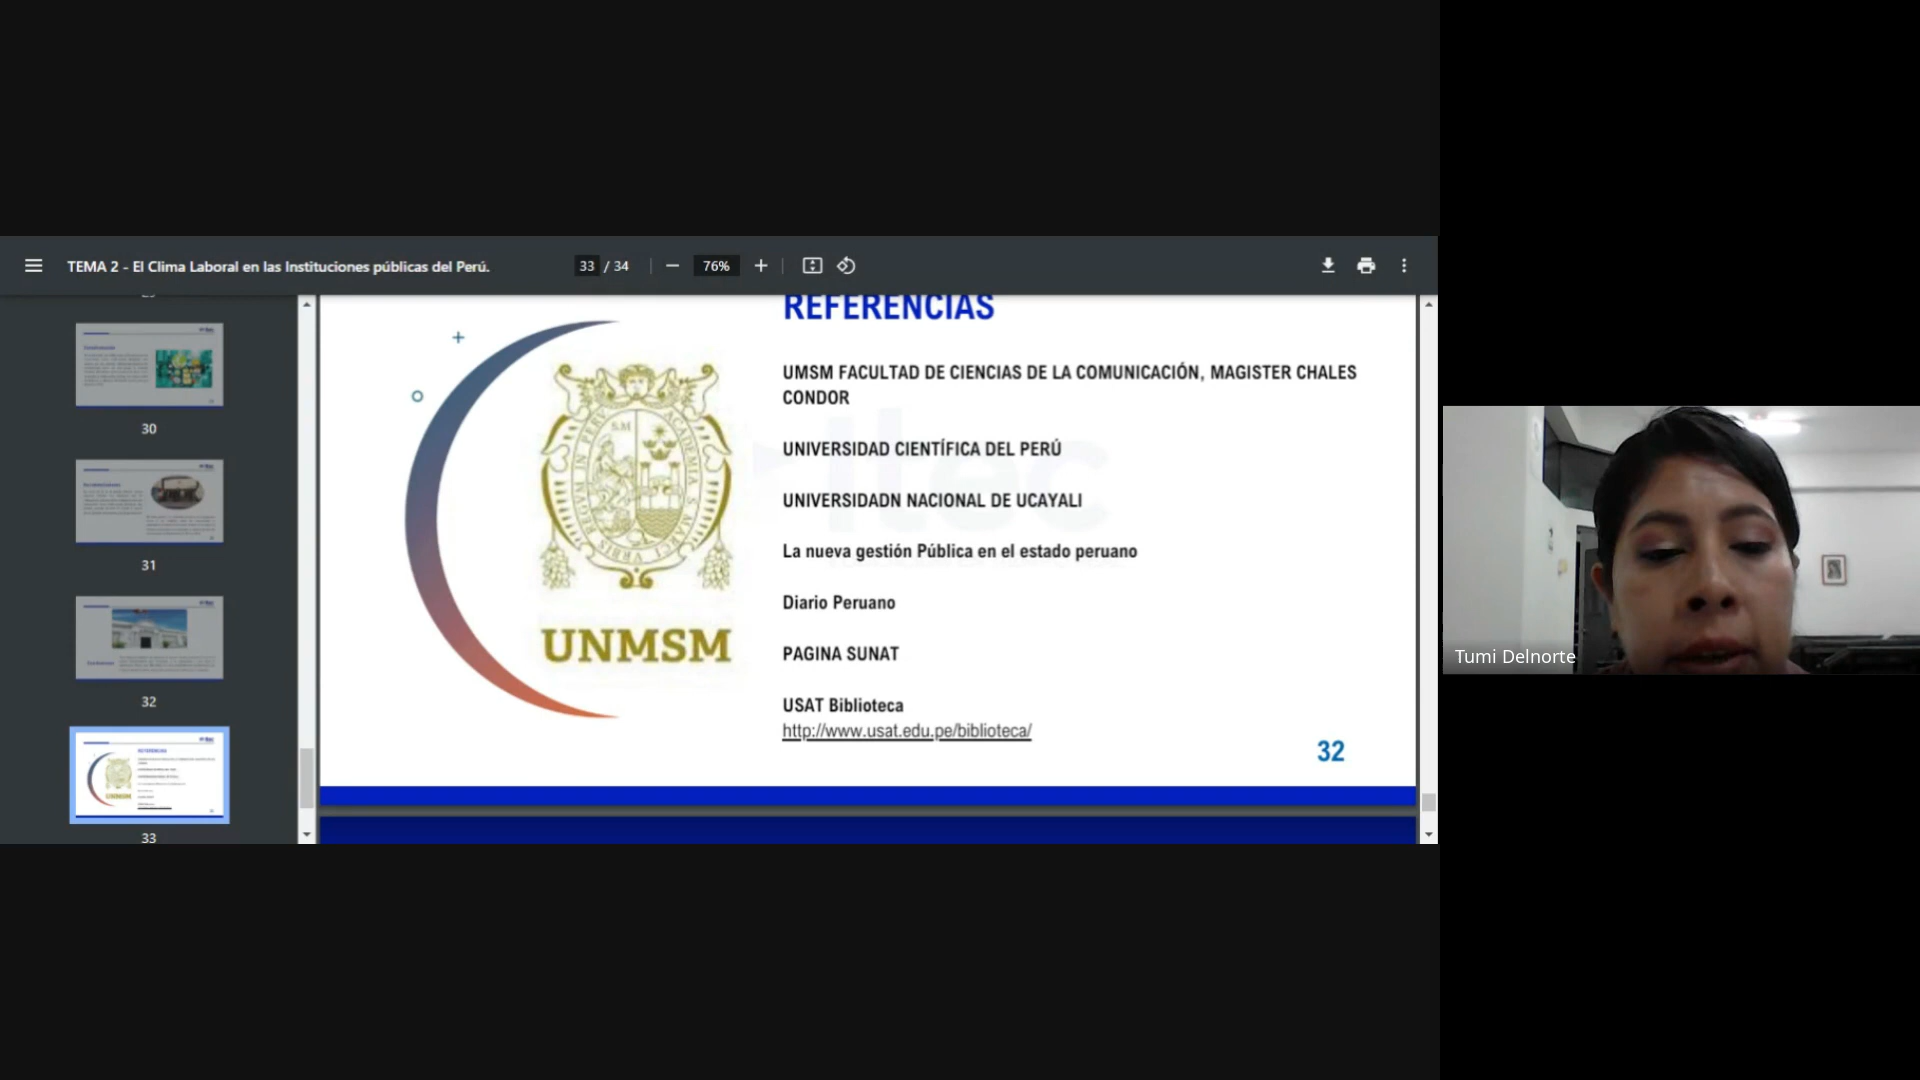 TEMA 2 - El Clima Laboral en las Instituciones públicas del Perú.
33 / 34
76%
30
31
32
33
REFERENCIAS
UMSM FACULTAD DE CIENCIAS DE LA COMUNICACIÓN, MAGISTER CHALES
CONDOR
UNIVERSIDAD CIENTÍFICA DEL PERÚ
UNIVERSIDADN NACIONAL DE UCAYALI
La nueva gestión Pública en el estado peruano
Diario Peruano
PAGINA SUNAT
USAT Biblioteca
http://www.usat.edu.pe/biblioteca/
32
UNMSM
itec
Tumi Delnorte